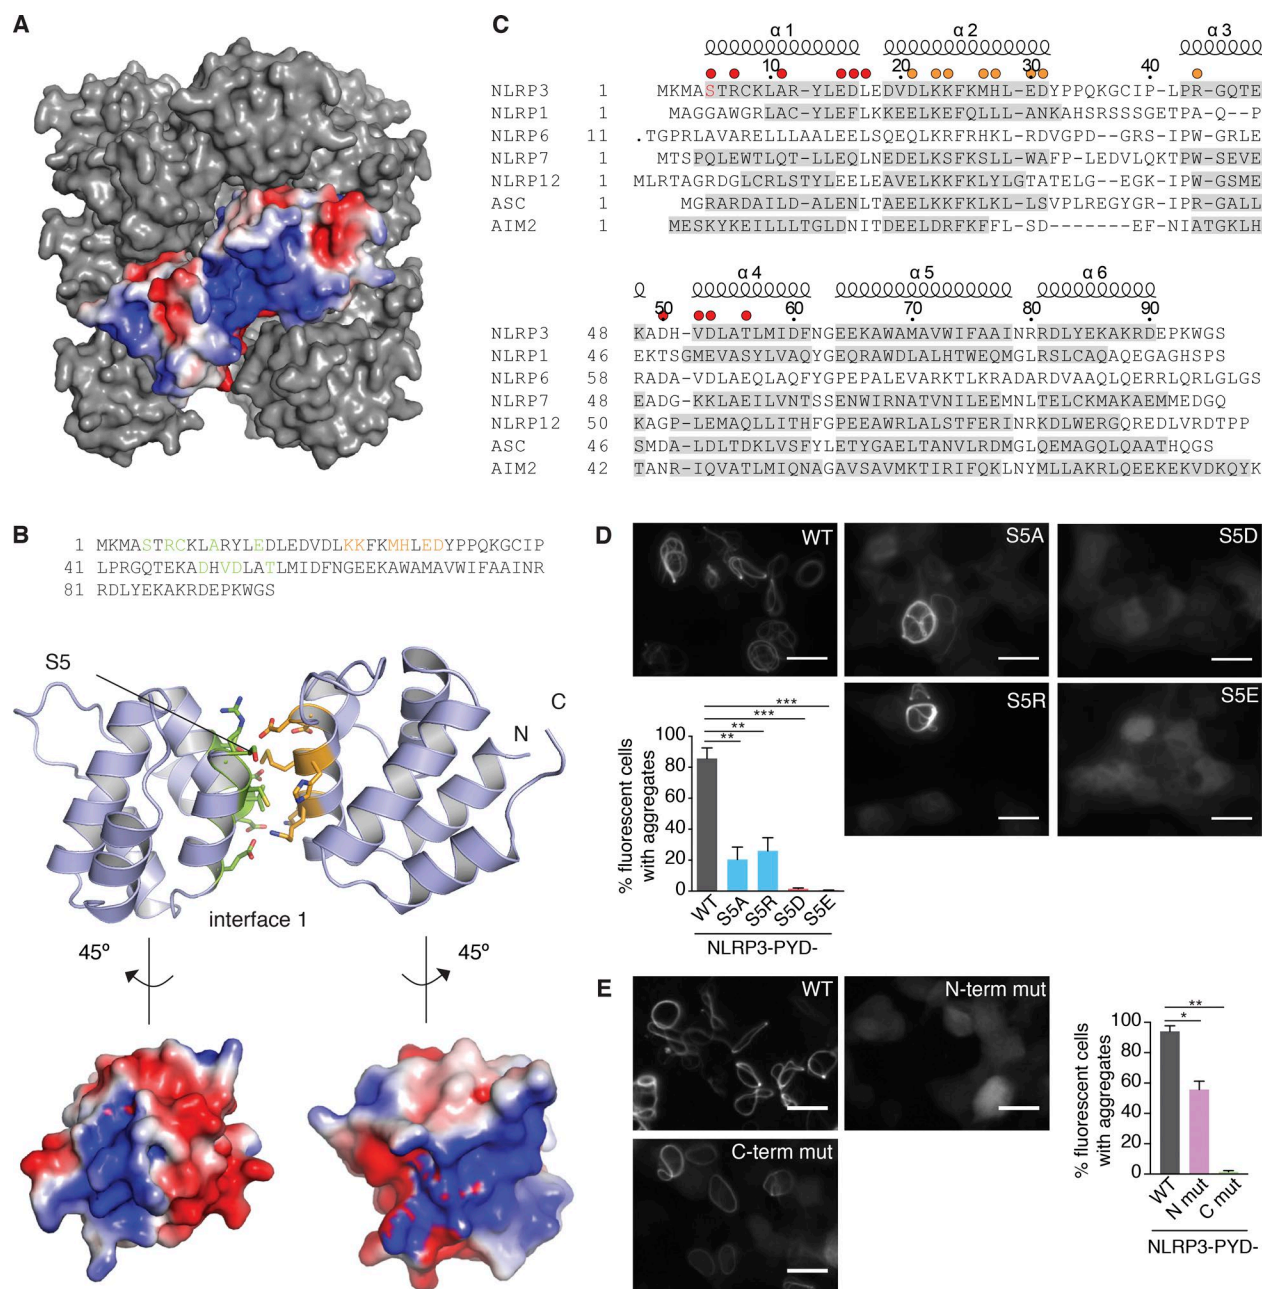 A
C
α1 α2 α3
10 20 30 40
NLRP3 1 MKMASTRCKLAR-YLEDLEDVDLKKFKMHL-EDYPPQKGCIP-LPR-GQTE
NLRP1 1 MAGGAWGRLAC-YLEFLKKEELKEFQLLL-ANKAHSRSSSGETPA-Q--P
NLRP6 11 .TGPRLAVARELLLAALEELSQEQLKRFRHKL-RDVGPD--GRS-IPW-GRLE
NLRP7 1 MTSPQLEWTLQT-LLEQLNEDELKSFKSLL-WAFP-LEDVLQKTPW-SEVE
NLRP12 1 MLRTAGRDGLCRLSTYLEELEAVELKKFKLYLGTATELG--EGK-IPW-GSME
ASC 1 MGRARDAILD-ALENLTAEELKKFKLKL-LSVPLREGYGR-IPR-GALL
AIM2 1 MESKYKEILLLTGLDNITDEELDRFKFFL-SD-------EF-NIATGKLH
α4 α5 α6
50 60 70 80 90
NLRP3 48 KADH-VDLATLMIDFNGEEKAWAMAVWIFAAINRRDLYEKAKRDEPKWGS
NLRP1 46 EKTSGMEVASYLVAQYGEQRAWDLALHTWEQMGLRSLCAQAQEGAGHSPS
NLRP6 58 RADA-VDLAEQLAQFYGPEPALEVARKTLKRADARDVAAQLQERRLQRLGLGS
NLRP7 48 EADG-KKLAEILVNTSSENWIRNATVNILEEMNLTELCKMAKAEMMEDGQ
NLRP12 50 KAGP-LEMAQLLITHFGPEEAWRLALSTFERINRKDLWERGQREDLVRDTPP
ASC 46 SMDA-LDLTDKLVSFYLETYGAELTANVLRDMGLQEMAGQLQAATHQGS
AIM2 42 TANR-IQVATLMIQNAGAVSAVMKTIRIFQKLNYMLLAKRLQEEKEKVDKQYK
B
1 MKMASTRCKLARYLEDLEDVDLKKFKMHLEDYPPQKGCIP
41 LPRGQTEKADHVDLATLMIDFNGEEKAWAMAVWIFAAINR
81 RDLYEKAKRDEPKWGS
S5
C
N
interface 1
45º 45º
D
WT S5A S5D
S5R S5E
% fluorescent cells
with aggregates
100
80
60
40
20
0
***
***
**
**
WT S5A S5R S5D S5E
NLRP3-PYD-
E
WT N-term mut
C-term mut
% fluorescent cells
with aggregates
100
80
60
40
20
0
**
*
WT N mut C mut
NLRP3-PYD-